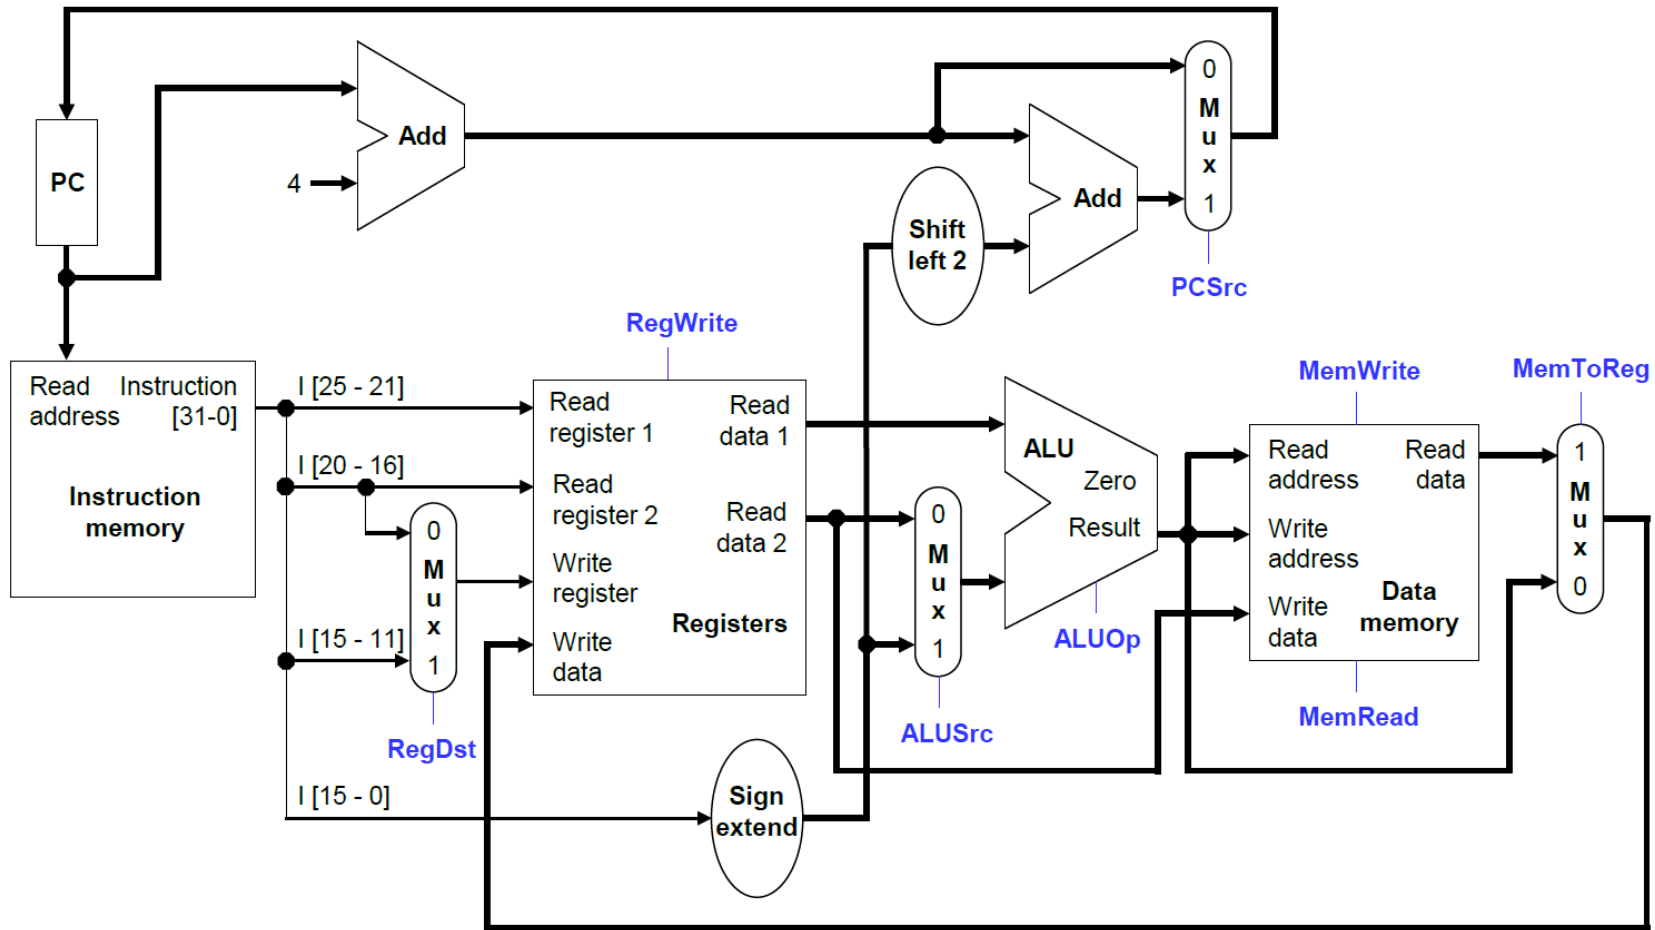 PC
Add
4
Add
Shift
left 2
0
M
u
x
1
PCSrc
RegWrite
Read
address
Instruction
[31-0]
Instruction
memory
I [25 - 21]
I [20 - 16]
I [15 - 11]
I [15 - 0]
0
M
u
x
1
RegDst
Read
register 1
Read
register 2
Write
register
Write
data
Read
data 1
Read
data 2
Registers
Sign
extend
0
M
u
x
1
ALUSrc
ALU
Zero
Result
ALUOp
MemWrite
Read
address
Write
address
Write
data
Read
data
Data
memory
MemRead
MemToReg
1
M
u
x
0